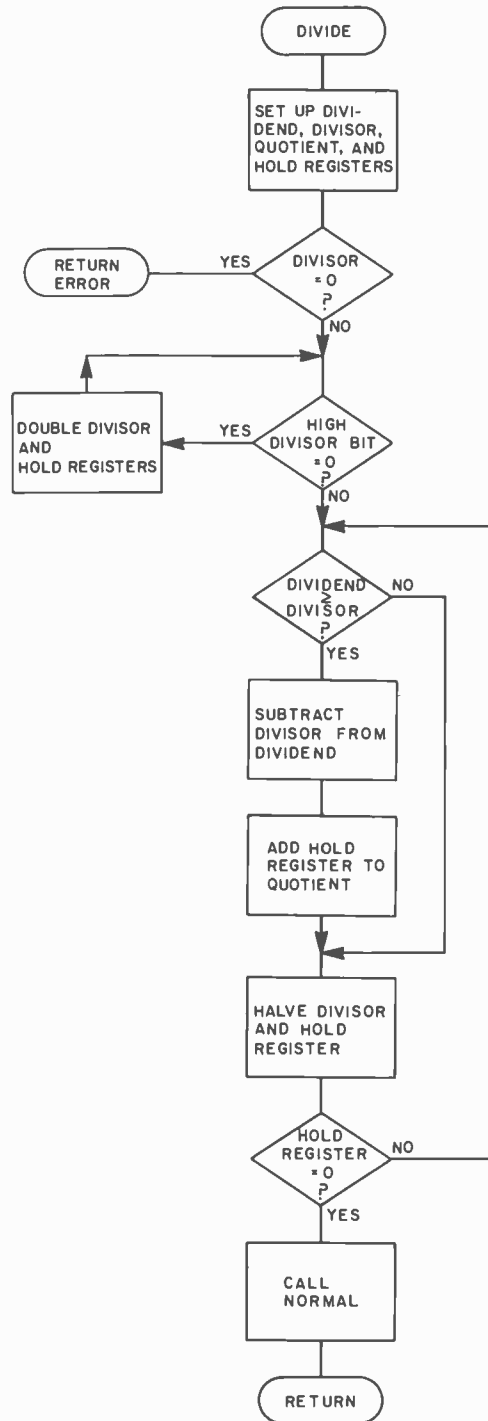 DIVIDE
SET UP DIVI-
DEND, DIVISOR,
QUOTIENT, AND
HOLD REGISTERS
RETURN
ERROR
YES
DIVISOR
=0
?
NO
DOUBLE DIVISOR
AND
HOLD REGISTERS
YES
HIGH
DIVISOR BIT
=0
?
NO
DIVIDEND
≥
DIVISOR
?
NO
YES
SUBTRACT
DIVISOR FROM
DIVIDEND
ADD HOLD
REGISTER TO
QUOTIENT
HALVE DIVISOR
AND HOLD
REGISTER
HOLD
REGISTER
=0
?
NO
YES
CALL
NORMAL
RETURN